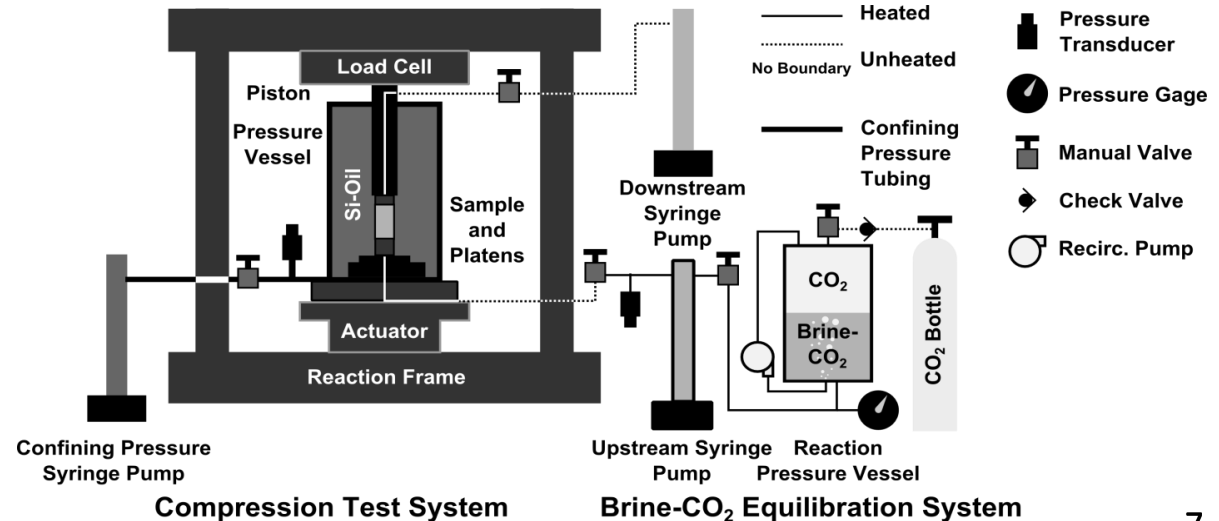 Load Cell
Piston
Pressure
Vessel
Si-Oil
Sample
and
Platens
Actuator
Reaction Frame
Confining Pressure
Syringe Pump
Compression Test System
Downstream
Syringe
Pump
Upstream Syringe
Pump
CO₂
Brine-
CO₂
CO₂ Bottle
Reaction
Pressure Vessel
Brine-CO₂ Equilibration System
Heated
Unheated
No Boundary
Confining
Pressure
Tubing
Pressure
Transducer
Pressure Gage
Manual Valve
Check Valve
Recirc. Pump
7